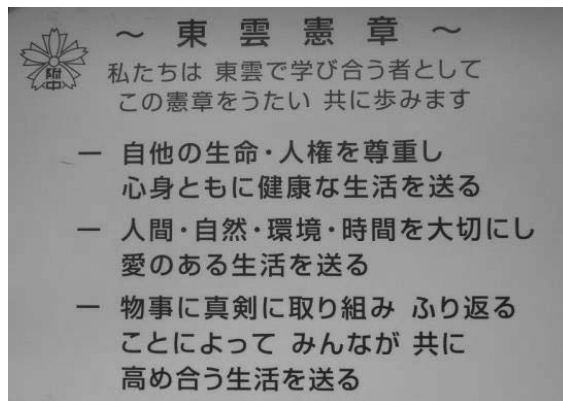 ～ 東雲憲章 ～
附中
私たちは 東雲で学び合う者として
この憲章をうたい 共に歩みます
一 自他の生命・人権を尊重し
心身ともに健康な生活を送る
一 人間・自然・環境・時間を大切にし
愛のある生活を送る
一 物事に真剣に取り組み ふり返る
ことによって みんなが 共に
高め合う生活を送る